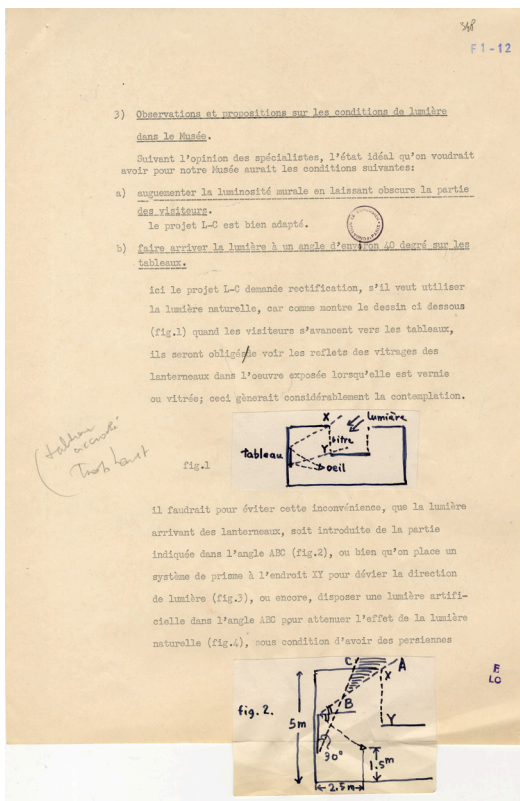 348
F1-12
3) Observations et propositions sur les conditions de lumière
dans le Musée.
Suivant l'opinion des spécialistes, l'état idéal qu'on voudrait
avoir pour notre Musée aurait les conditions suivantes:
a) auguementer la luminosité murale en laissant obscure la partie
des visiteurs.
le projet L-C est bien adapté.
b) faire arriver la lumière à un angle d'environ 40 degré sur les
tableaux.
ici le projet L-C demande rectification, s'il veut utiliser
la lumière naturelle, car comme montre le dessin ci dessous
(fig.1) quand les visiteurs s'avancent vers les tableaux,
ils seront obligés/de voir les reflets des vitrages des
lanterneaux dans l'oeuvre exposée lorsqu'elle est vernie
ou vitrée; ceci gènerait considérablement la contemplation.
X lumière
bitre
tableau Y
oeil
tableau
accroché
Trop haut
fig.1
il faudrait pour éviter cette inconvénience, que la lumière
arrivant des lanterneaux, soit introduite de la partie
indiquée dans l'angle ABC (fig.2), ou bien qu'on place un
système de prisme à l'endroit XY pour dévier la direction
de lumière (fig.3), ou encore, disposer une lumière artifi-
cielle dans l'angle ABC pour attenuer l'effet de la lumière
naturelle (fig.4), sous condition d'avoir des persiennes
C A
X
fig. 2. B
5m Y
30°
1.5m
2.5m
E
LC